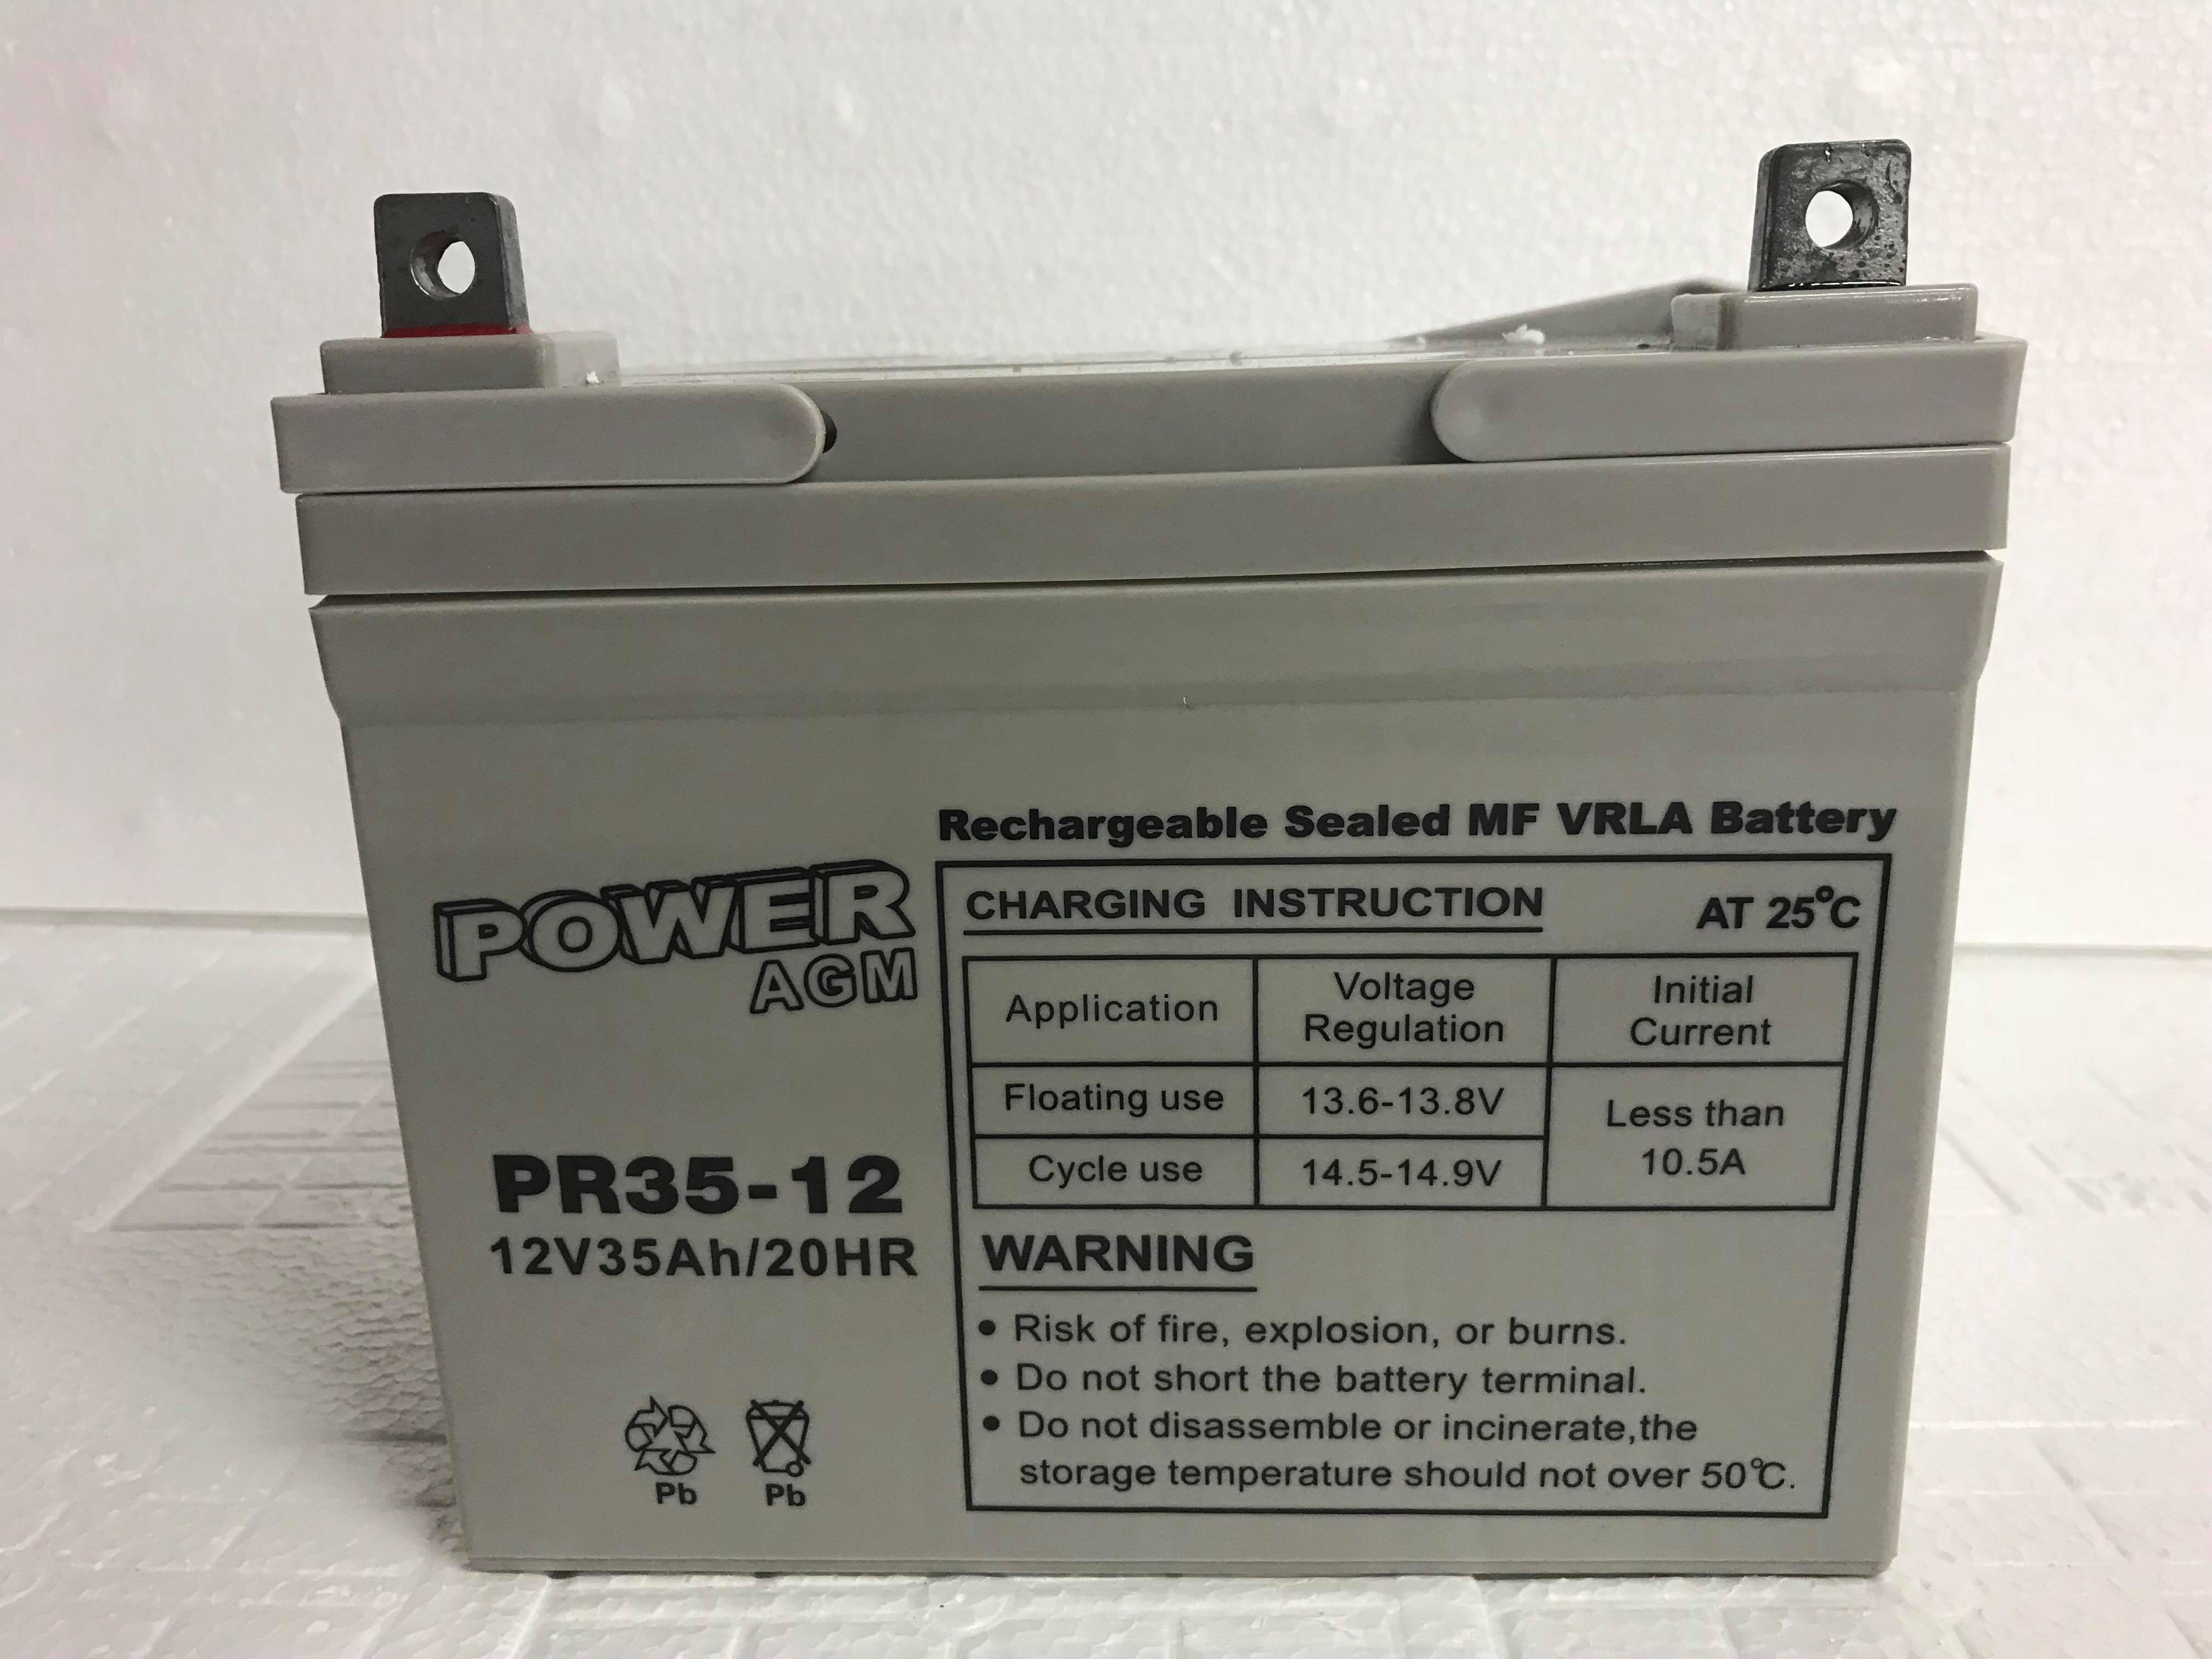 Rechargeable Sealed MF VRLA Battery
POWER
AGM
PR35-12
12V35Ah/20HR
Pb Pb
CHARGING INSTRUCTION AT 25°C
Application Voltage Regulation Initial Current
Floating use 13.6-13.8V Less than 10.5A
Cycle use 14.5-14.9V
WARNING
• Risk of fire, explosion, or burns.
• Do not short the battery terminal.
• Do not disassemble or incinerate,the
storage temperature should not over 50℃.